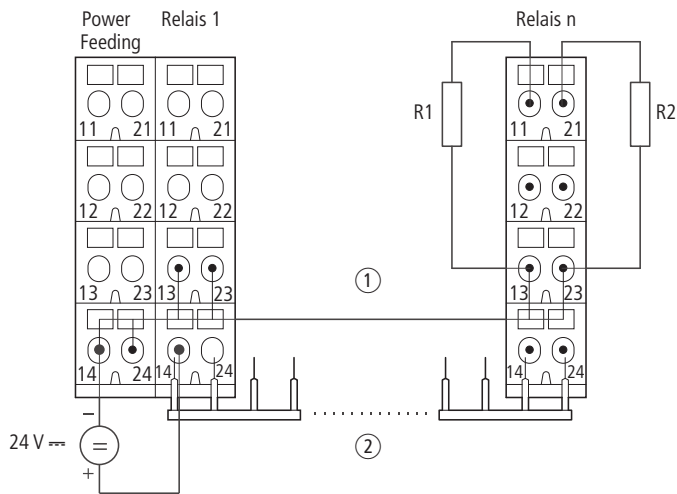 Power Feeding
Relais 1
Relais n
11 21 11 21 11 21
R1
R2
12 22 12 22 12 22
13 23 13 23 13 23
①
14 24 14 24 14 24
②
−
24 V ⎓
=
+